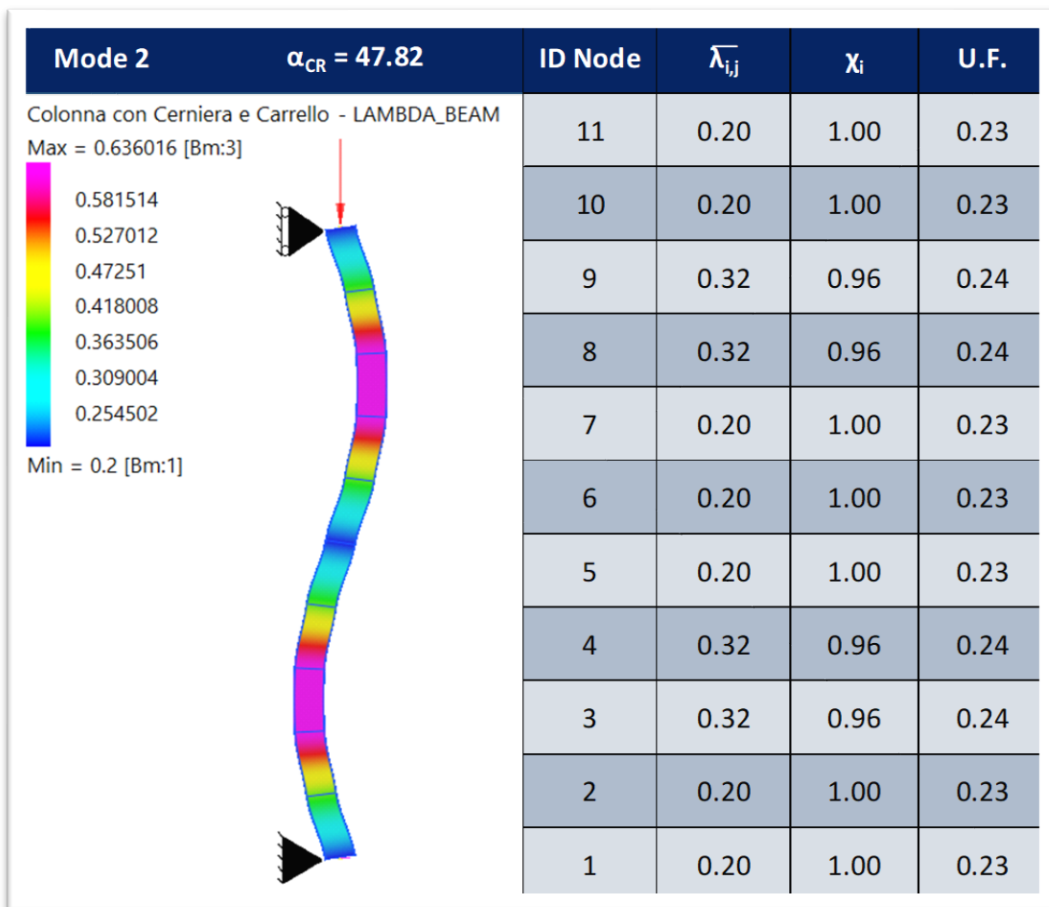 Mode 2 α_CR = 47.82 ID Node λ̅_i,j χ_i U.F.
Colonna con Cerniera e Carrello - LAMBDA_BEAM
Max = 0.636016 [Bm:3]
0.581514
0.527012
0.47251
0.418008
0.363506
0.309004
0.254502
Min = 0.2 [Bm:1]
11 0.20 1.00 0.23
10 0.20 1.00 0.23
9 0.32 0.96 0.24
8 0.32 0.96 0.24
7 0.20 1.00 0.23
6 0.20 1.00 0.23
5 0.20 1.00 0.23
4 0.32 0.96 0.24
3 0.32 0.96 0.24
2 0.20 1.00 0.23
1 0.20 1.00 0.23